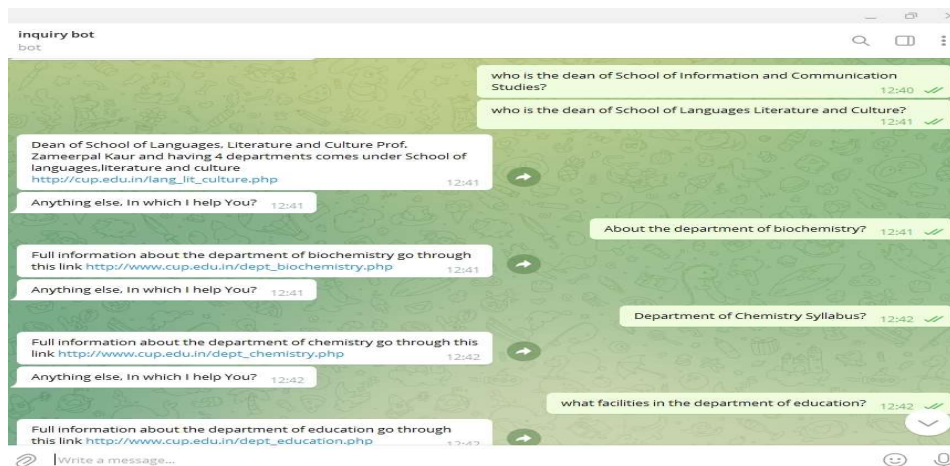 inquiry bot
bot
who is the dean of School of Information and Communication
Studies?
12:40
who is the dean of School of Languages Literature and Culture?
12:41
Dean of School of Languages, Literature and Culture Prof.
Zameerpal Kaur and having 4 departments comes under School of
languages,literature and culture
http://cup.edu.in/lang_lit_culture.php 12:41
Anything else, In which I help You? 12:41
About the department of biochemistry? 12:41
Full information about the department of biochemistry go through
this link http://www.cup.edu.in/dept_biochemistry.php 12:41
Anything else, In which I help You? 12:41
Department of Chemistry Syllabus? 12:42
Full information about the department of chemistry go through this
link http://www.cup.edu.in/dept_chemistry.php 12:42
Anything else, In which I help You? 12:42
what facilities in the department of education? 12:42
Full information about the department of education go through
this link http://www.cup.edu.in/dept_education.php 12:42
Write a message...